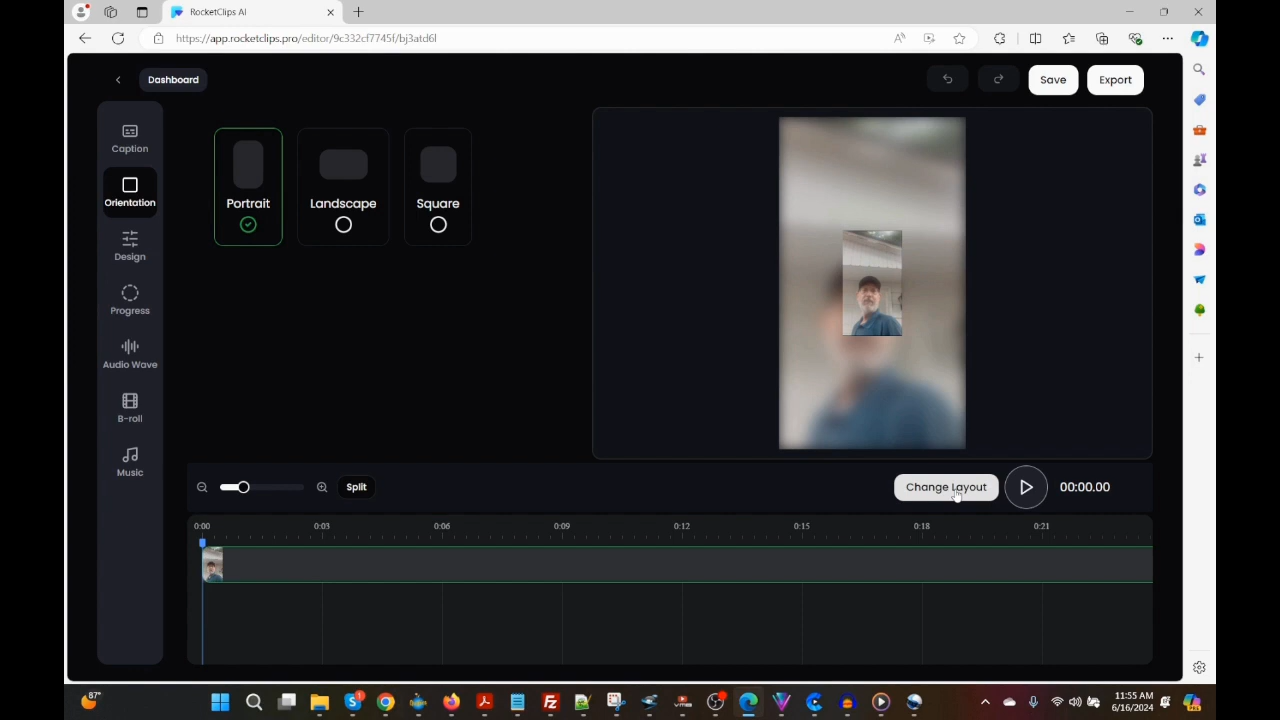 RocketClips AI
https://app.rocketclips.pro/editor/9c332cf7745f/bj3atd6l
Dashboard
Save
Export
Caption
Orientation
Design
Progress
Audio Wave
B-roll
Music
Portrait
Landscape
Square
Split
Change Layout
00:00.00
0:00
0:03
0:06
0:09
0:12
0:15
0:18
0:21
87°
11:55 AM
6/16/2024